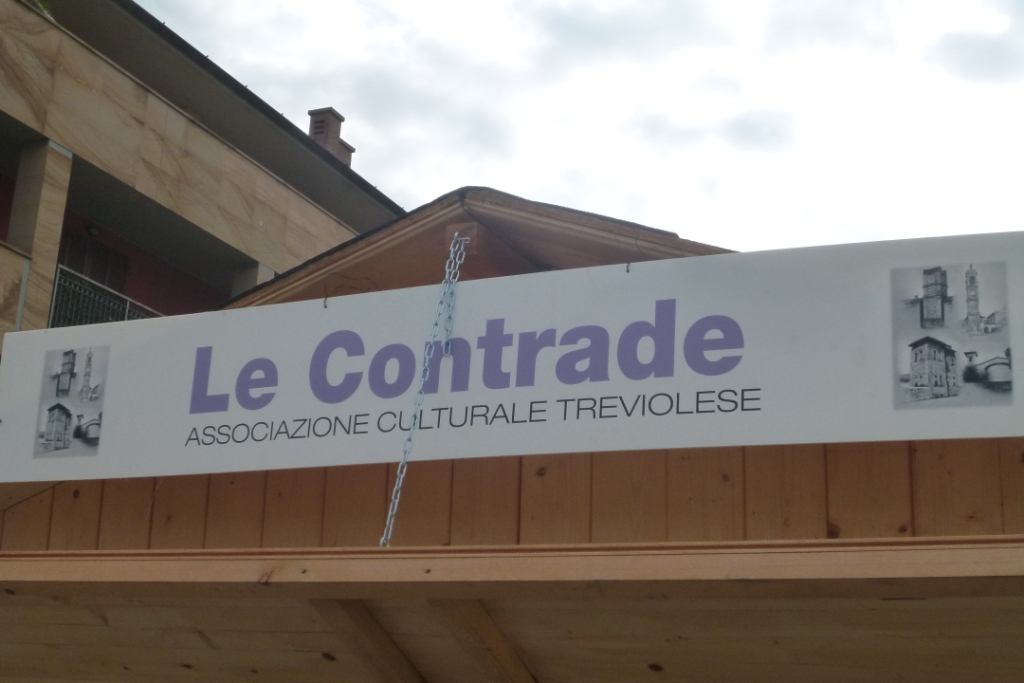 Le Contrade
ASSOCIAZIONE CULTURALE TREVIOLESE